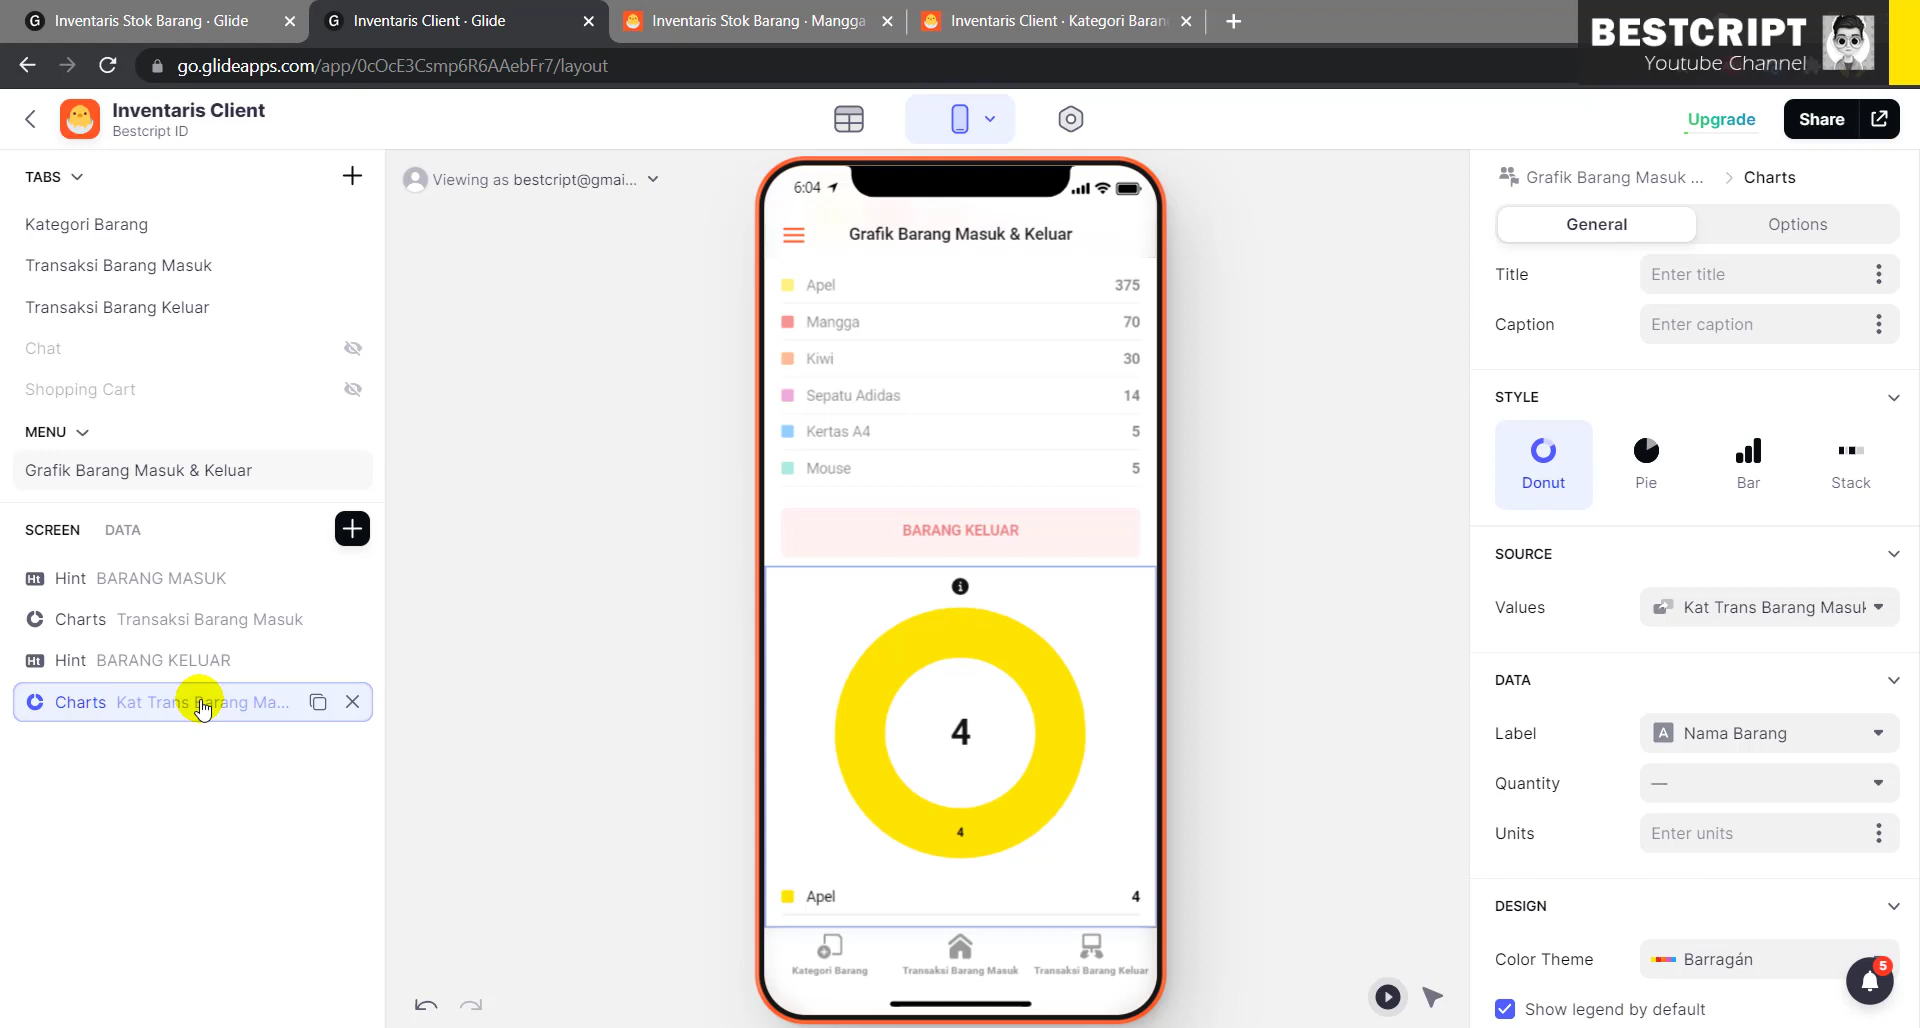 Inventaris Stok Barang · Glide
Inventaris Client · Glide
Inventaris Stok Barang · Mangga
Inventaris Client · Kategori Baran
BESTCRIPT
Youtube Channel
go.glideapps.com/app/0cOcE3Csmp6R6AAebFr7/layout
Inventaris Client
Bestcript ID
Upgrade
Share
TABS
Kategori Barang
Transaksi Barang Masuk
Transaksi Barang Keluar
Chat
Shopping Cart
MENU
Grafik Barang Masuk & Keluar
SCREEN DATA
Ht Hint BARANG MASUK
Charts Transaksi Barang Masuk
Ht Hint BARANG KELUAR
Charts Kat Trans Barang Ma...
Viewing as bestcript@gmai...
6:04
Grafik Barang Masuk & Keluar
Apel 375
Mangga 70
Kiwi 30
Sepatu Adidas 14
Kertas A4 5
Mouse 5
BARANG KELUAR
4
4
Apel 4
Kategori Barang Transaksi Barang Masuk Transaksi Barang Keluar
Grafik Barang Masuk ... > Charts
General Options
Title Enter title
Caption Enter caption
STYLE
Donut Pie Bar Stack
SOURCE
Values Kat Trans Barang Masuk
DATA
Label A Nama Barang
Quantity —
Units Enter units
DESIGN
Color Theme Barragán
5
Show legend by default